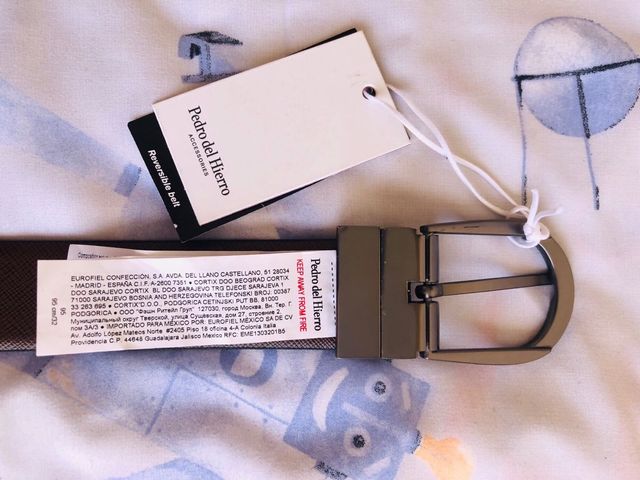 Pedro del Hierro
ACCESSORIES
Reversible belt
EUROFIEL CONFECCIÓN, S.A. AVDA. DEL LLANO CASTELLANO, 51 28034
- MADRID - ESPAÑA C.I.F. A-2600 7351 • CORTIX DOO BEOGRAD CORTIX
DOO SARAJEVO CORTIX BL DOO SARAJEVO TRG DJECE SARAJEVA 1
71000 SARAJEVO BOSNIA AND HERZEGOVINA TELEFONSKI BROJ: 00387
33 263 695 • CORTIX'D.O.O., PODGORICA CETINJSKI PUT BB, 81000
PODGORICA • ООО "Фэшн Ритейл Груп" 127030, город Москва, Вн. Тер. Г.
Муниципальный округ Тверской, улица Сущёвская, дом 27, строение 2,
пом 3А/3 • IMPORTADO PARA MÉXICO POR: EUROFIEL MÉXICO SA DE CV
Av. Adolfo López Mateos Norte #2405 Piso 18 oficina 4-A Colonia Italia
Providencia C.P. 44648 Guadalajara Jalisco Mexico RFC: EME1303201B5
Pedro del Hierro
KEEP AWAY FROM FIRE
95
95 cm/32